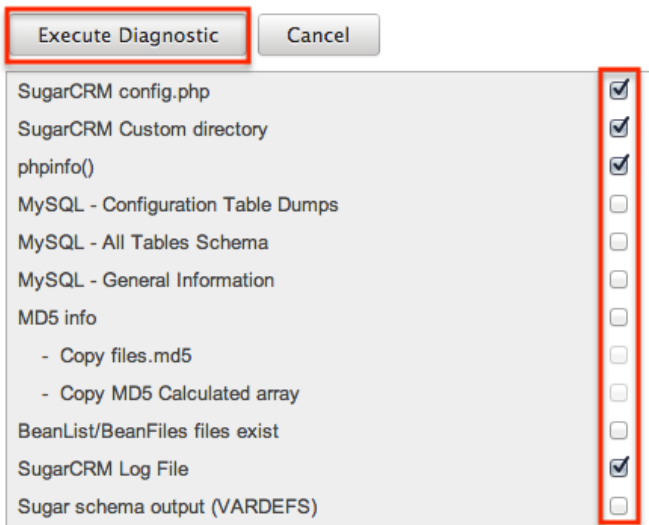 Execute Diagnostic Cancel
SugarCRM config.php
SugarCRM Custom directory
phpinfo()
MySQL - Configuration Table Dumps
MySQL - All Tables Schema
MySQL - General Information
MD5 info
- Copy files.md5
- Copy MD5 Calculated array
BeanList/BeanFiles files exist
SugarCRM Log File
Sugar schema output (VARDEFS)